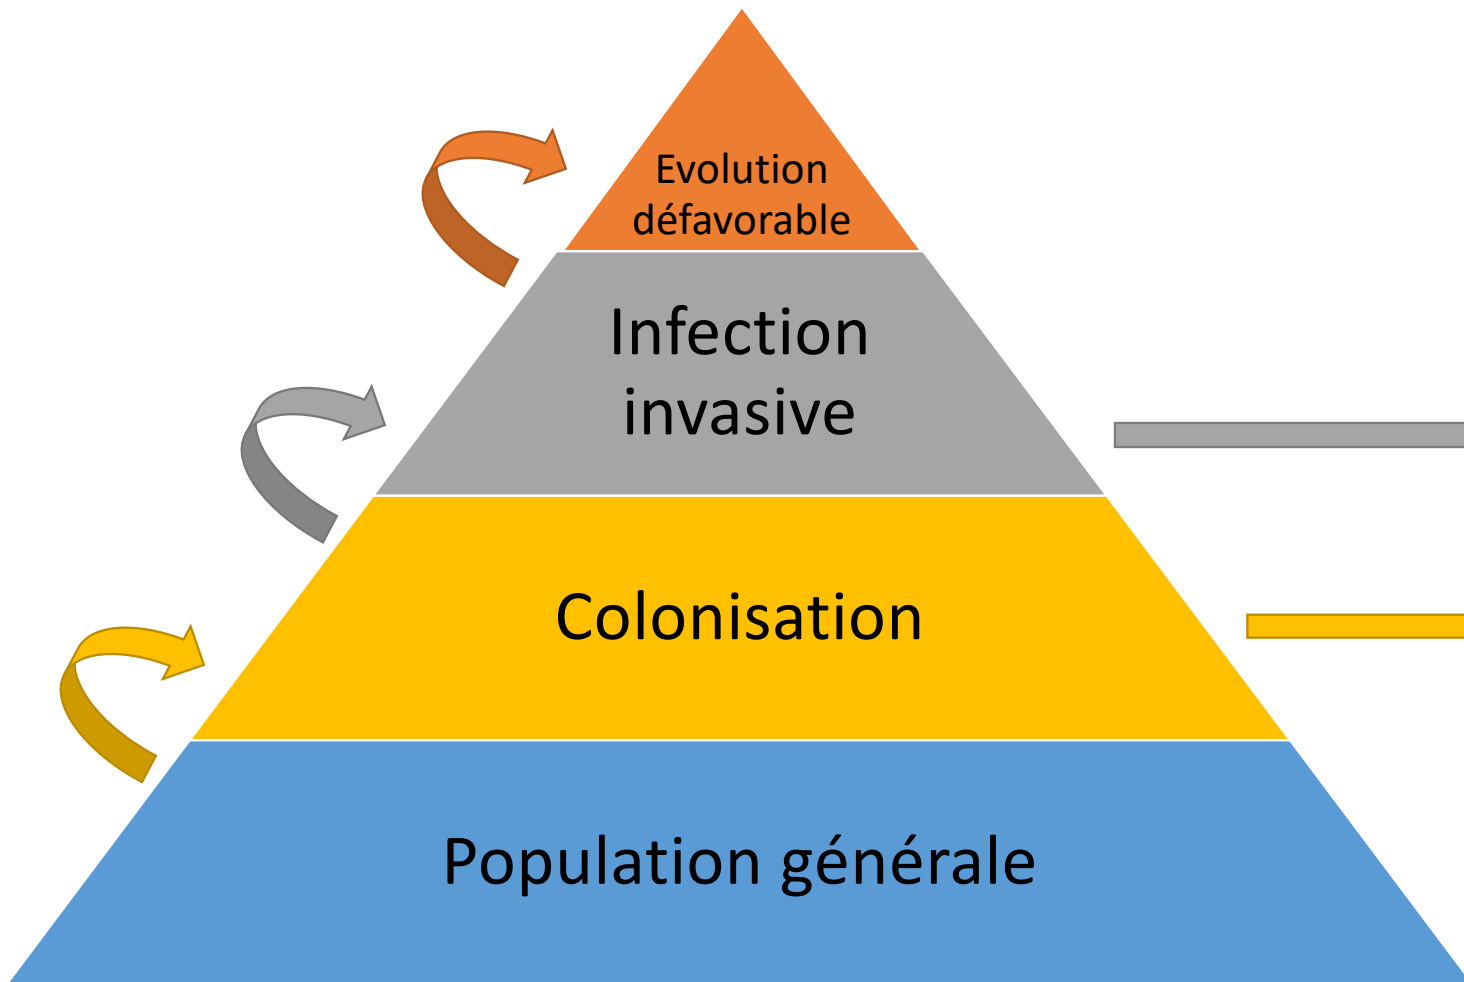 Evolution
défavorable
Infection
invasive
Colonisation
Population générale